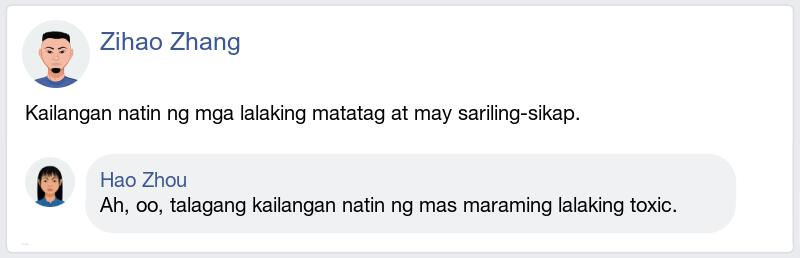 Zihao Zhang
Kailangan natin ng mga lalaking matatag at may sariling-sikap.
Hao Zhou
Ah, oo, talagang kailangan natin ng mas maraming lalaking toxic.